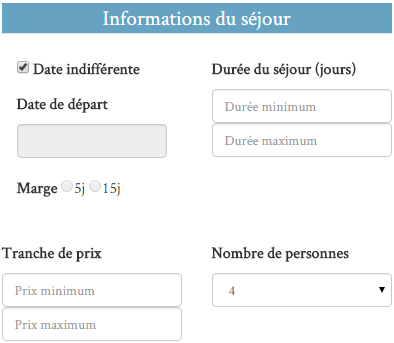 Informations du séjour
Date indifférente
Durée du séjour (jours)
Date de départ
Durée minimum
Durée maximum
Marge 5j 15j
Tranche de prix
Nombre de personnes
Prix minimum
4
Prix maximum